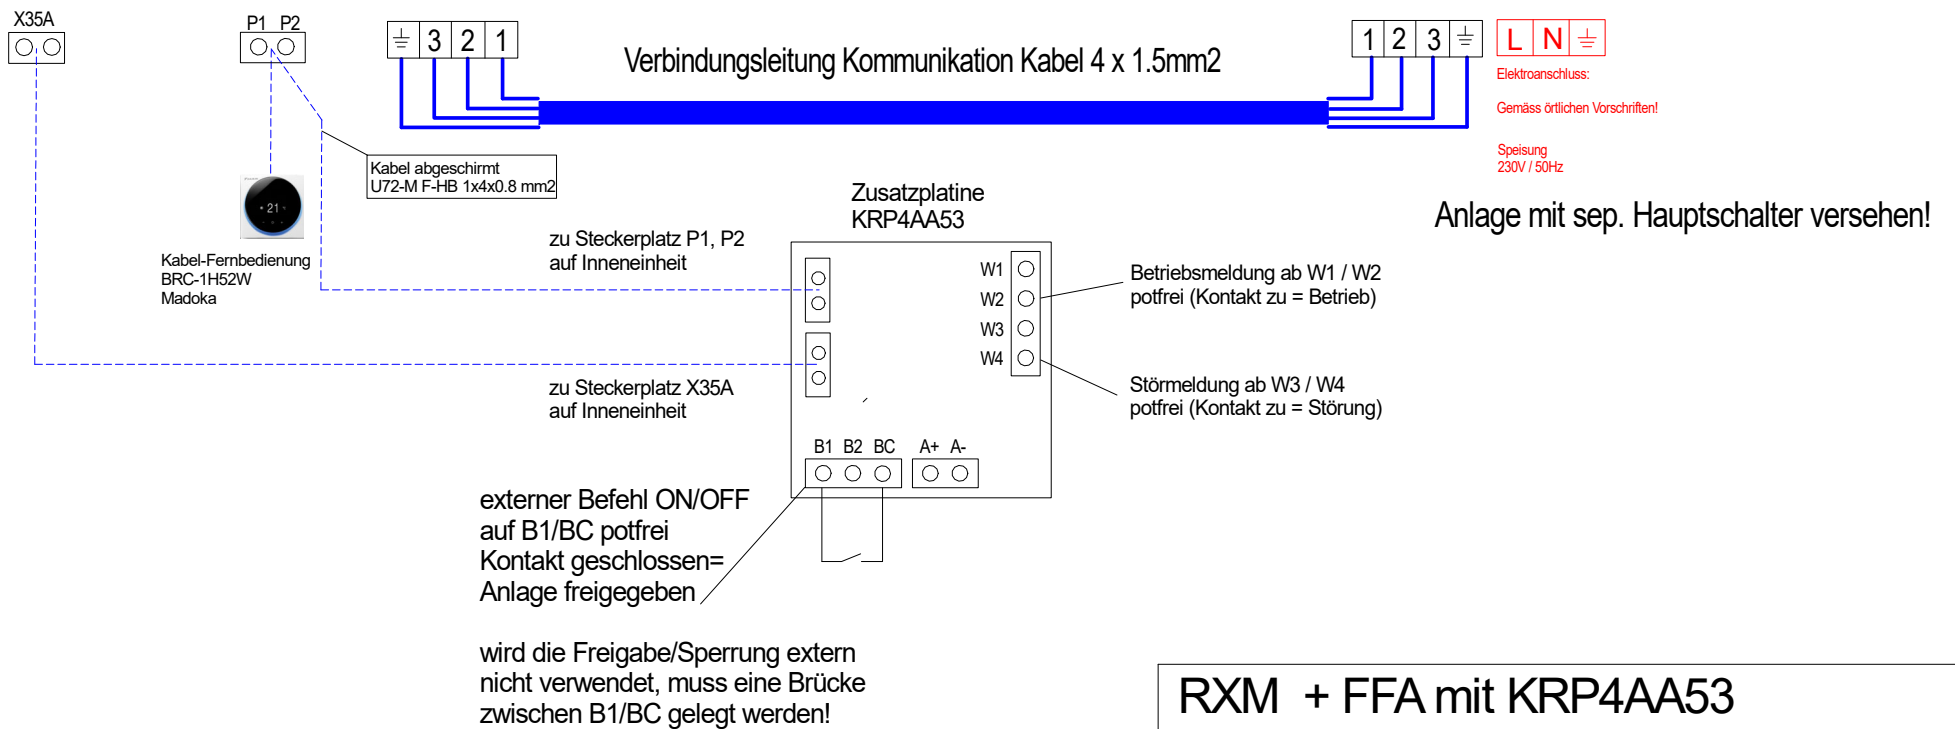 X35A
P1 P2
3 2 1
Verbindungsleitung Kommunikation Kabel 4 x 1.5mm2
1 2 3
L N
Elektroanschluss:
Gemäss örtlichen Vorschriften!
Speisung
230V / 50Hz
Anlage mit sep. Hauptschalter versehen!
Kabel abgeschirmt
U72-M F-HB 1x4x0.8 mm2
21
Kabel-Fernbedienung
BRC-1H52W
Madoka
zu Steckerplatz P1, P2
auf Inneneinheit
Zusatzplatine
KRP4AA53
W1
W2
W3
W4
Betriebsmeldung ab W1 / W2
potfrei (Kontakt zu = Betrieb)
Störmeldung ab W3 / W4
potfrei (Kontakt zu = Störung)
zu Steckerplatz X35A
auf Inneneinheit
B1 B2 BC A+ A-
externer Befehl ON/OFF
auf B1/BC potfrei
Kontakt geschlossen=
Anlage freigegeben
wird die Freigabe/Sperrung extern
nicht verwendet, muss eine Brücke
zwischen B1/BC gelegt werden!
RXM + FFA mit KRP4AA53